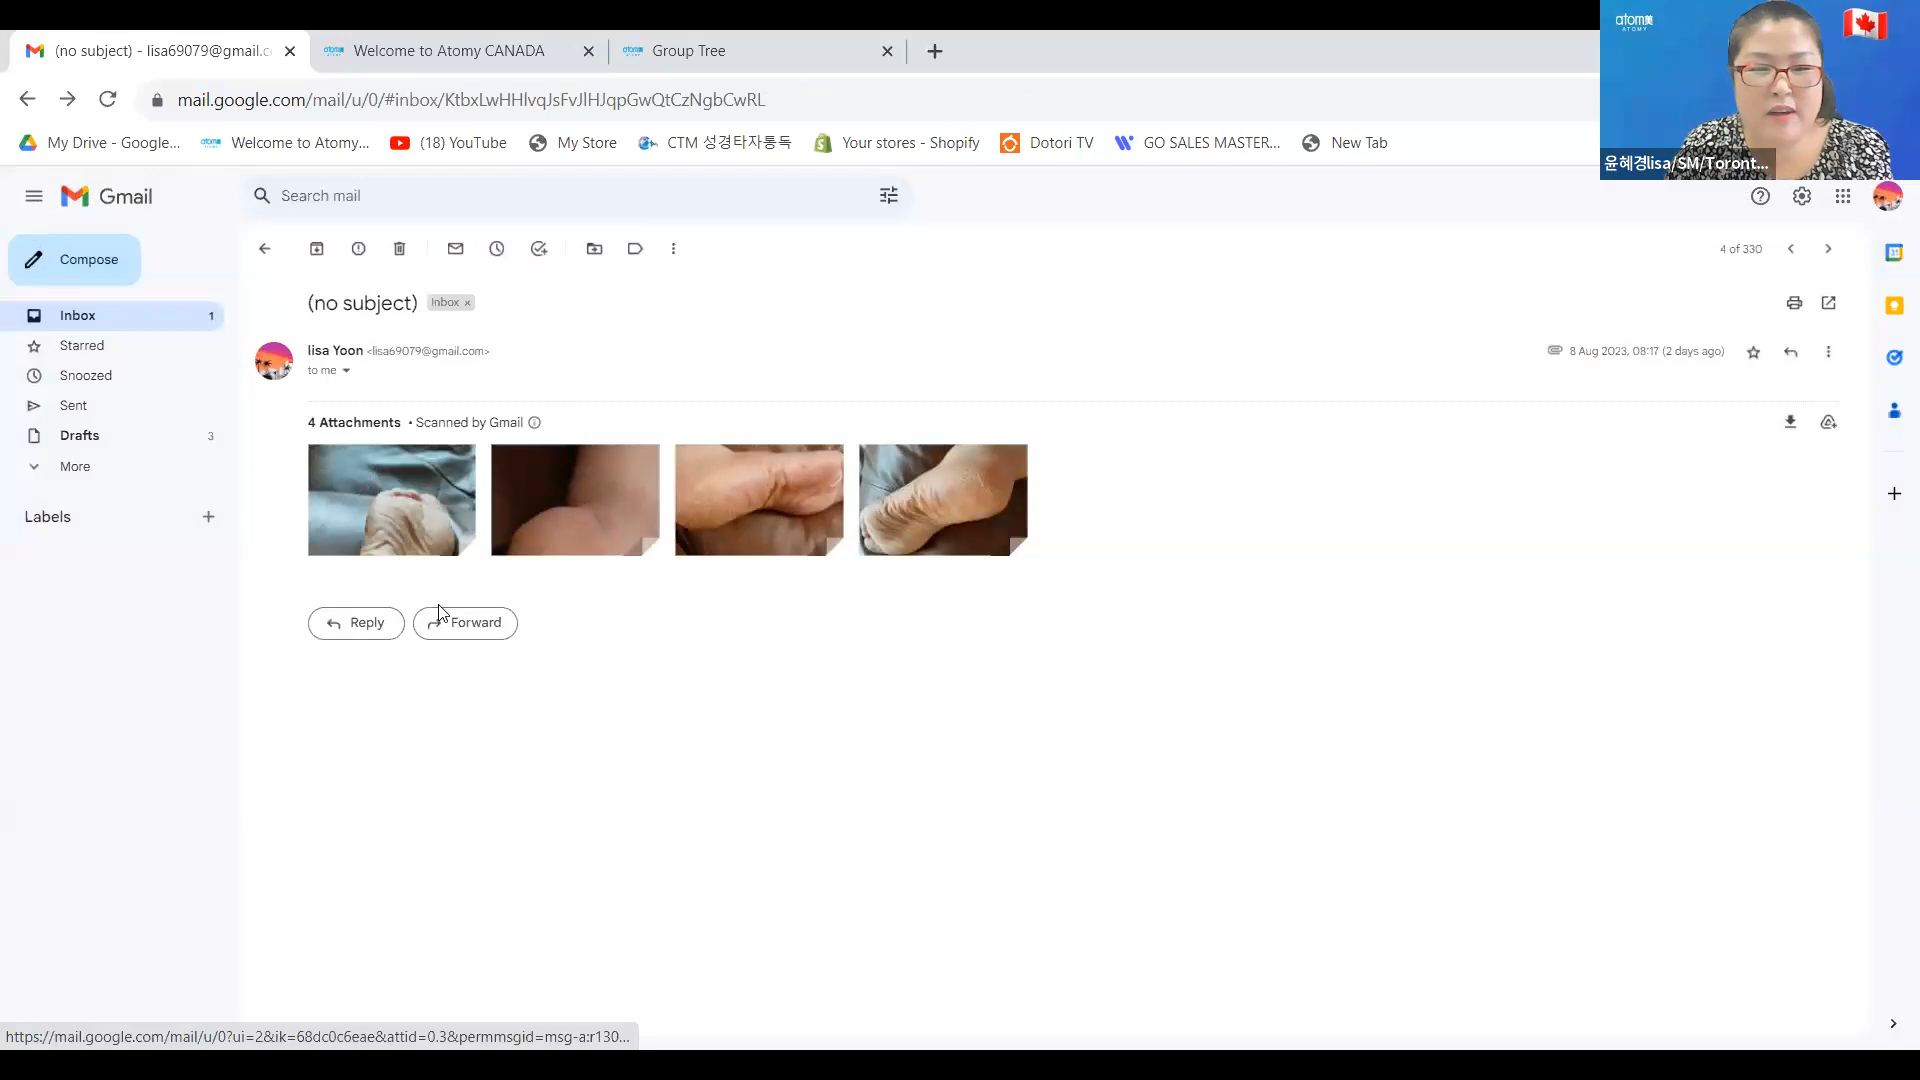 (no subject) - lisa69079@gmail.c
Welcome to Atomy CANADA
Group Tree
mail.google.com/mail/u/0/#inbox/KtbxLwHHlvqJsFvJlHJqpGwQtCzNgbCwRL
My Drive - Google...
Welcome to Atomy...
(18) YouTube
My Store
CTM 성경타자통독
Your stores - Shopify
Dotori TV
GO SALES MASTER...
New Tab
atom美
ATOMY
윤혜경lisa/SM/Toront...
Gmail
Search mail
Compose
4 of 330
Inbox 1
Starred
Snoozed
Sent
Drafts 3
More
Labels
(no subject)
Inbox x
lisa Yoon <lisa69079@gmail.com>
8 Aug 2023, 08:17 (2 days ago)
to me
4 Attachments • Scanned by Gmail
Reply
Forward
https://mail.google.com/mail/u/0?ui=2&ik=68dc0c6eae&attid=0.3&permmsgid=msg-a:r130...